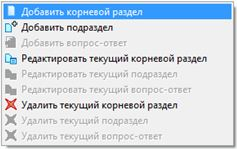 Добавить корневой раздел
Добавить подраздел
Добавить вопрос-ответ
Редактировать текущий корневой раздел
Редактировать текущий подраздел
Редактировать текущий вопрос-ответ
Удалить текущий корневой раздел
Удалить текущий подраздел
Удалить текущий вопрос-ответ